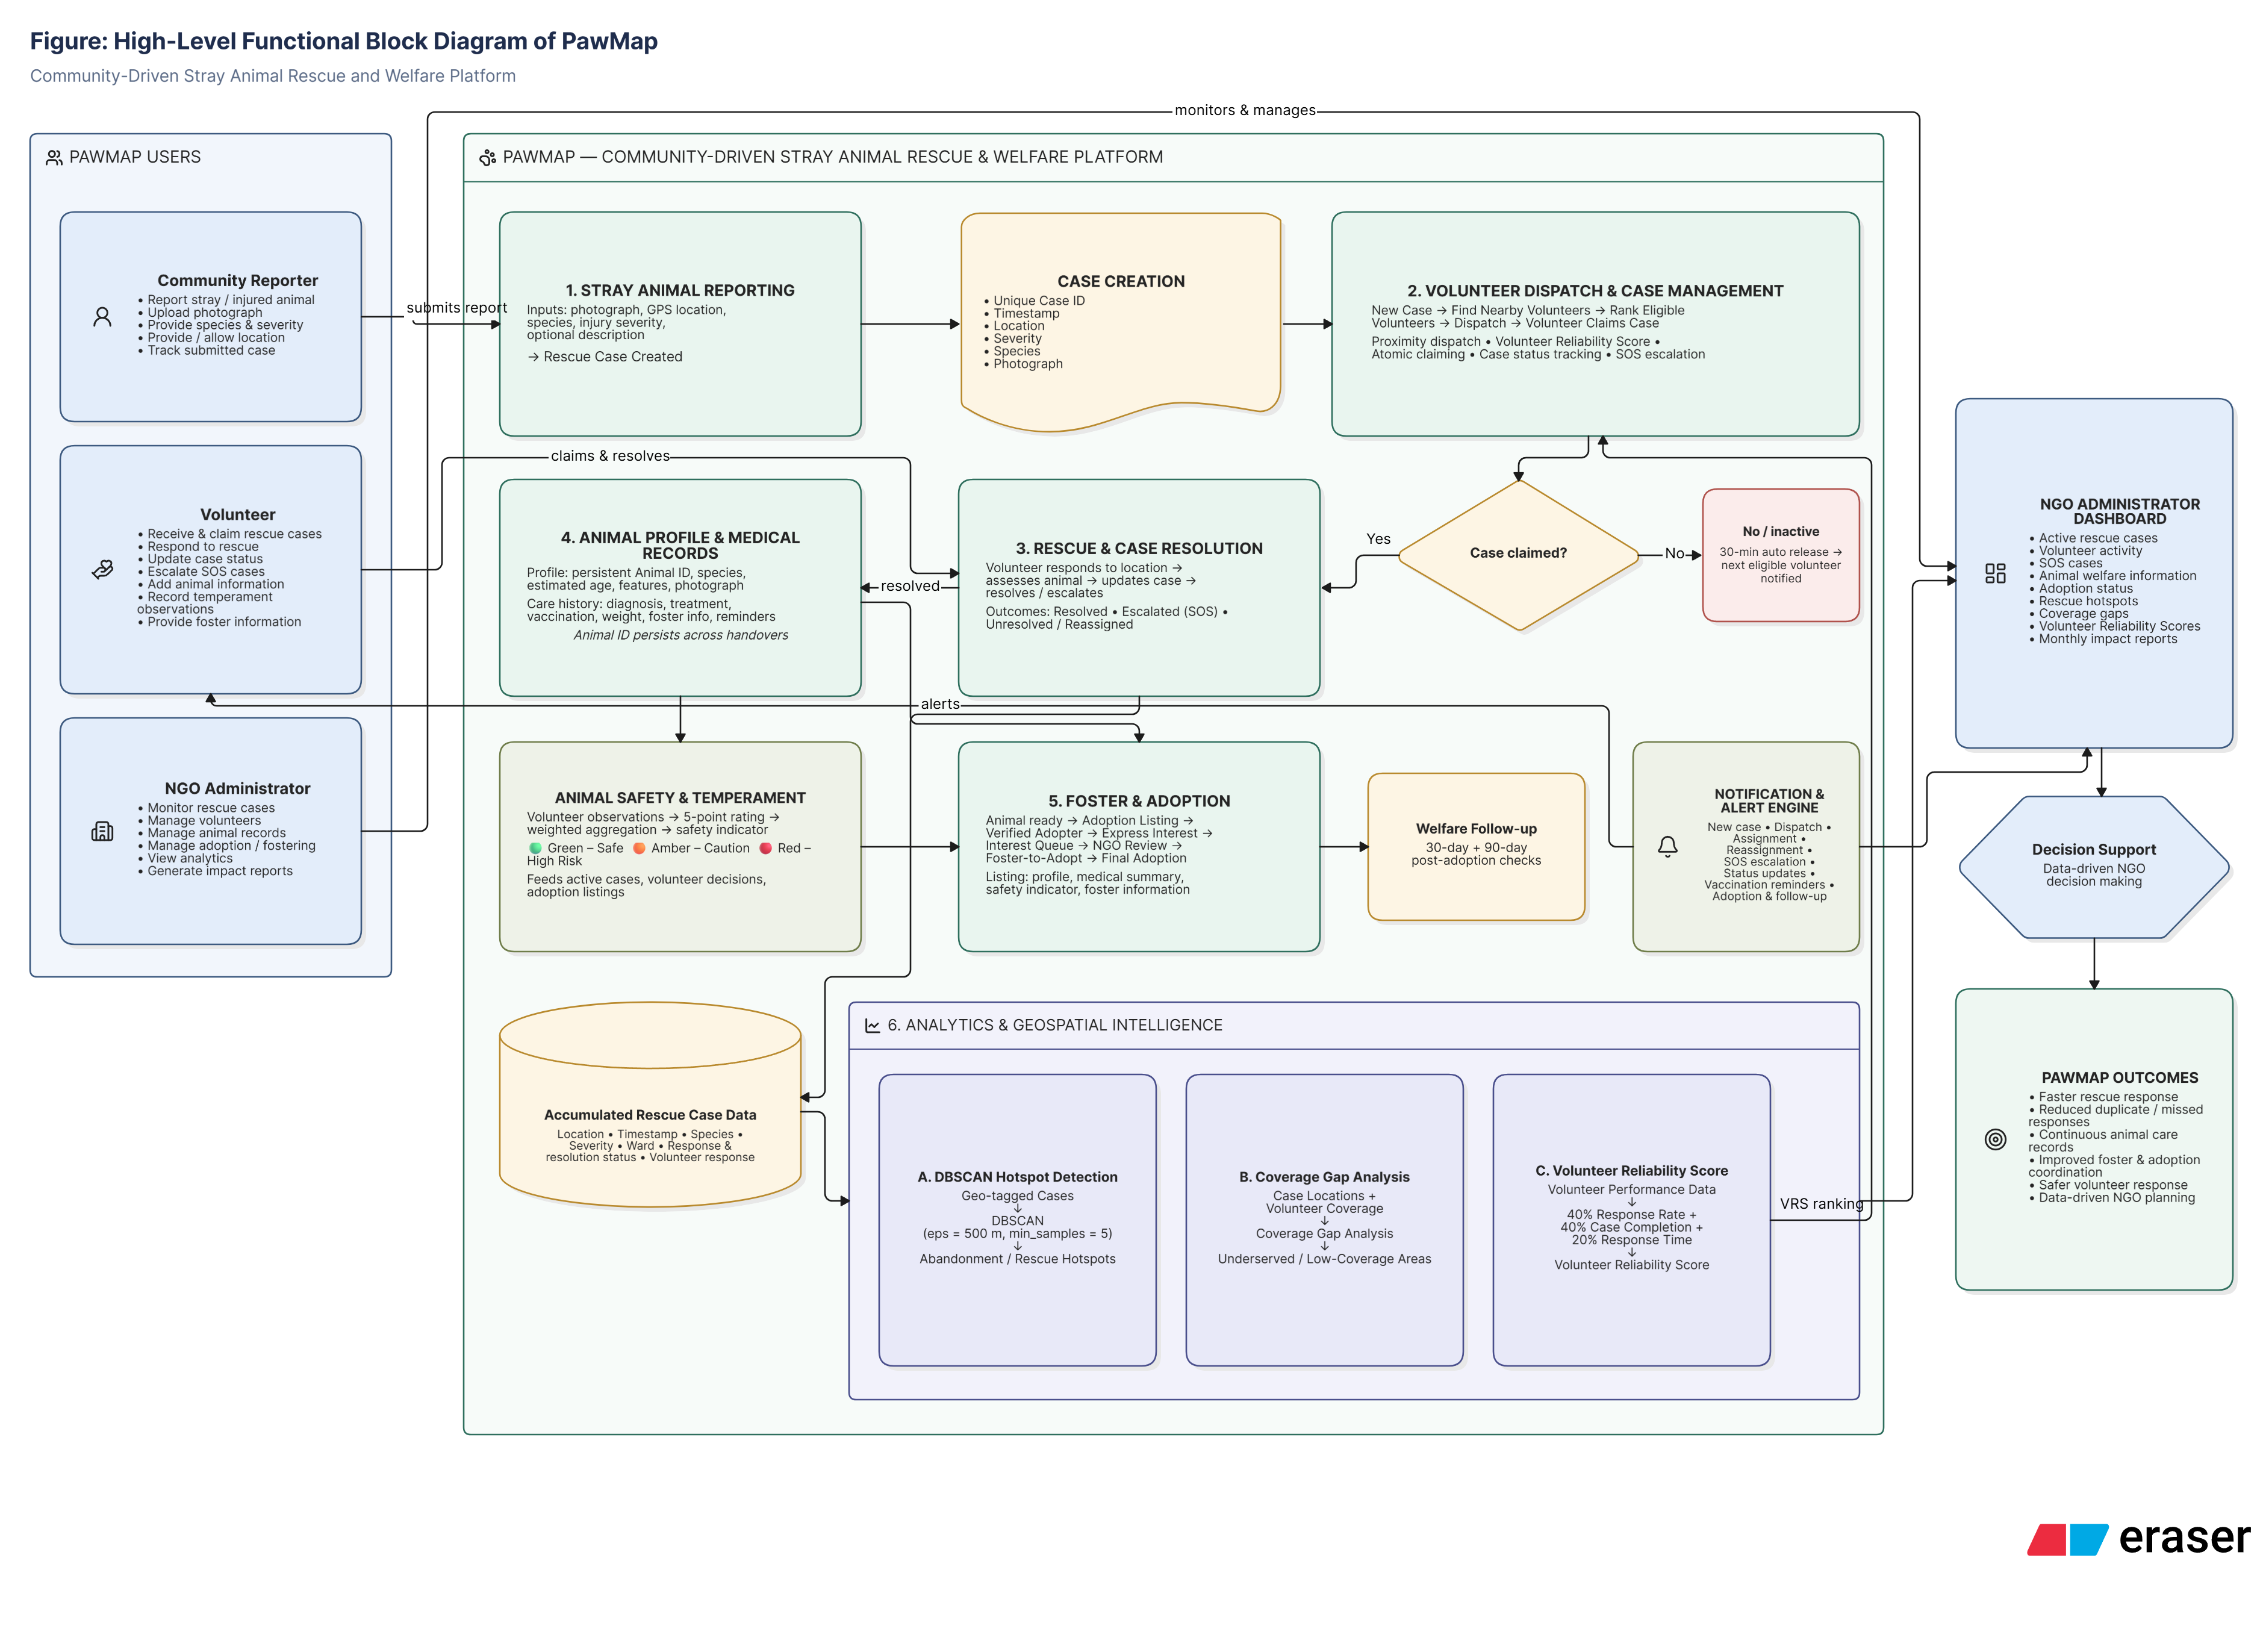 Figure: High-Level Functional Block Diagram of PawMap
Community-Driven Stray Animal Rescue and Welfare Platform
monitors & manages
PAWMAP USERS
Community Reporter
• Report stray / injured animal
• Upload photograph
• Provide species & severity
• Provide / allow location
• Track submitted case
submits report
Volunteer
• Receive & claim rescue cases
• Respond to rescue
• Update case status
• Escalate SOS cases
• Add animal information
• Record temperament
observations
• Provide foster information
NGO Administrator
• Monitor rescue cases
• Manage volunteers
• Manage animal records
• Manage adoption / fostering
• View analytics
• Generate impact reports
PAWMAP — COMMUNITY-DRIVEN STRAY ANIMAL RESCUE & WELFARE PLATFORM
1. STRAY ANIMAL REPORTING
Inputs: photograph, GPS location,
species, injury severity,
optional description
→ Rescue Case Created
CASE CREATION
• Unique Case ID
• Timestamp
• Location
• Severity
• Species
• Photograph
2. VOLUNTEER DISPATCH & CASE MANAGEMENT
New Case → Find Nearby Volunteers → Rank Eligible
Volunteers → Dispatch → Volunteer Claims Case
Proximity dispatch • Volunteer Reliability Score •
Atomic claiming • Case status tracking • SOS escalation
claims & resolves
4. ANIMAL PROFILE & MEDICAL
RECORDS
Profile: persistent Animal ID, species,
estimated age, features, photograph
Care history: diagnosis, treatment,
vaccination, weight, foster info, reminders
Animal ID persists across handovers
resolved
3. RESCUE & CASE RESOLUTION
Volunteer responds to location →
assesses animal → updates case →
resolves / escalates
Outcomes: Resolved • Escalated (SOS) •
Unresolved / Reassigned
Yes
Case claimed?
No
No / inactive
30-min auto release →
next eligible volunteer
notified
alerts
ANIMAL SAFETY & TEMPERAMENT
Volunteer observations → 5-point rating →
weighted aggregation → safety indicator
Green – Safe Amber – Caution Red –
High Risk
Feeds active cases, volunteer decisions,
adoption listings
5. FOSTER & ADOPTION
Animal ready → Adoption Listing →
Verified Adopter → Express Interest →
Interest Queue → NGO Review →
Foster-to-Adopt → Final Adoption
Listing: profile, medical summary,
safety indicator, foster information
Welfare Follow-up
30-day + 90-day
post-adoption checks
NOTIFICATION &
ALERT ENGINE
New case • Dispatch •
Assignment •
Reassignment •
SOS escalation •
Status updates •
Vaccination reminders •
Adoption & follow-up
Accumulated Rescue Case Data
Location • Timestamp • Species •
Severity • Ward • Response &
resolution status • Volunteer response
6. ANALYTICS & GEOSPATIAL INTELLIGENCE
A. DBSCAN Hotspot Detection
Geo-tagged Cases
↓
DBSCAN
(eps = 500 m, min_samples = 5)
↓
Abandonment / Rescue Hotspots
B. Coverage Gap Analysis
Case Locations +
Volunteer Coverage
↓
Coverage Gap Analysis
↓
Underserved / Low-Coverage Areas
C. Volunteer Reliability Score
Volunteer Performance Data
↓
40% Response Rate +
40% Case Completion +
20% Response Time
↓
Volunteer Reliability Score
VRS ranking
NGO ADMINISTRATOR
DASHBOARD
• Active rescue cases
• Volunteer activity
• SOS cases
• Animal welfare information
• Adoption status
• Rescue hotspots
• Coverage gaps
• Volunteer Reliability Scores
• Monthly impact reports
Decision Support
Data-driven NGO
decision making
PAWMAP OUTCOMES
• Faster rescue response
• Reduced duplicate / missed
responses
• Continuous animal care
records
• Improved foster & adoption
coordination
• Safer volunteer response
• Data-driven NGO planning
eraser